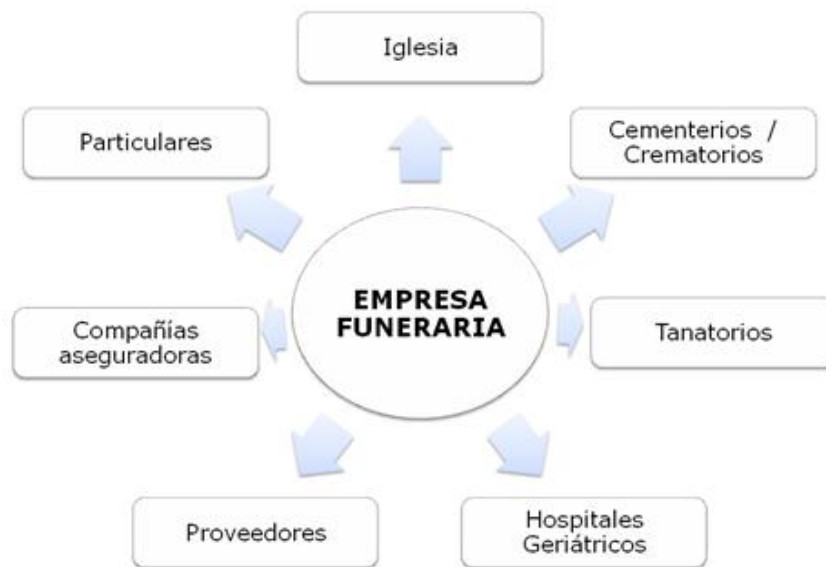 Iglesia
Particulares
Cementerios /
Crematorios
EMPRESA
FUNERARIA
Compañías
aseguradoras
Tanatorios
Proveedores
Hospitales
Geriátricos